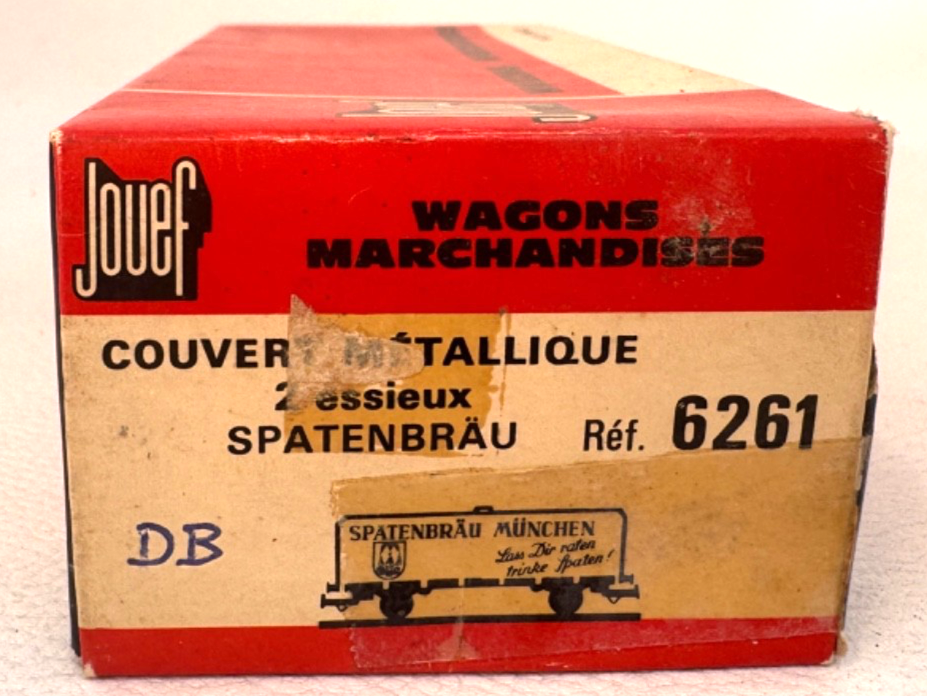 Jouef
WAGONS
MARCHANDISES
COUVERT MÉTALLIQUE
2 essieux
SPATENBRÄU Réf. 6261
DB
SPATENBRÄU MÜNCHEN
Lass Dir raten
trinke Spaten!